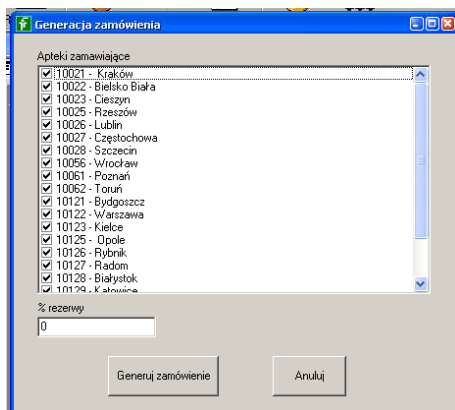 Generacja zamówienia
Apteki zamawiające
10021 - Kraków
10022 - Bielsko Biała
10023 - Cieszyn
10025 - Rzeszów
10026 - Lublin
10027 - Częstochowa
10028 - Szczecin
10056 - Wrocław
10061 - Poznań
10062 - Toruń
10121 - Bydgoszcz
10122 - Warszawa
10123 - Kielce
10125 - Opole
10126 - Rybnik
10127 - Radom
10128 - Białystok
10129 - Katowice
% rezerwy
0
Generuj zamówienie
Anuluj